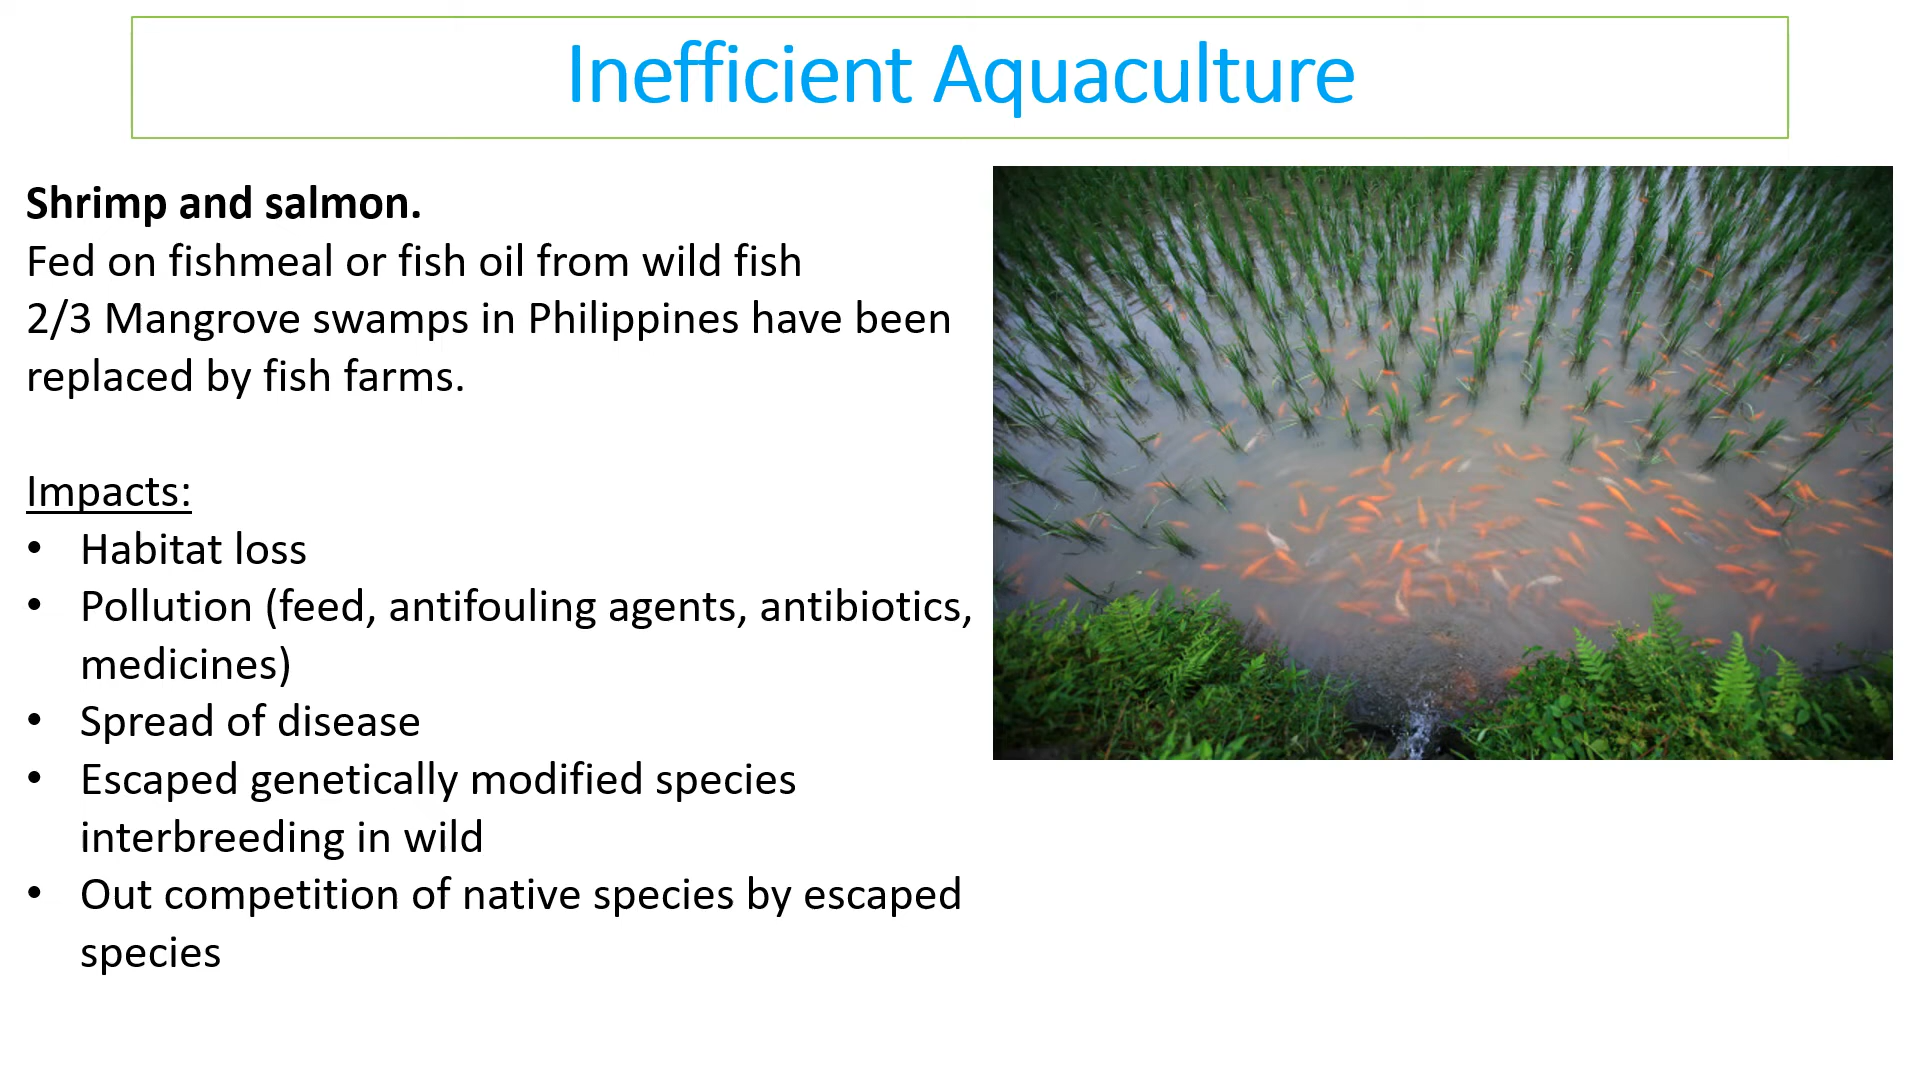 Inefficient Aquaculture
Shrimp and salmon.
Fed on fishmeal or fish oil from wild fish
2/3 Mangrove swamps in Philippines have been
replaced by fish farms.
Impacts:
• Habitat loss
• Pollution (feed, antifouling agents, antibiotics,
medicines)
• Spread of disease
• Escaped genetically modified species
interbreeding in wild
• Out competition of native species by escaped
species